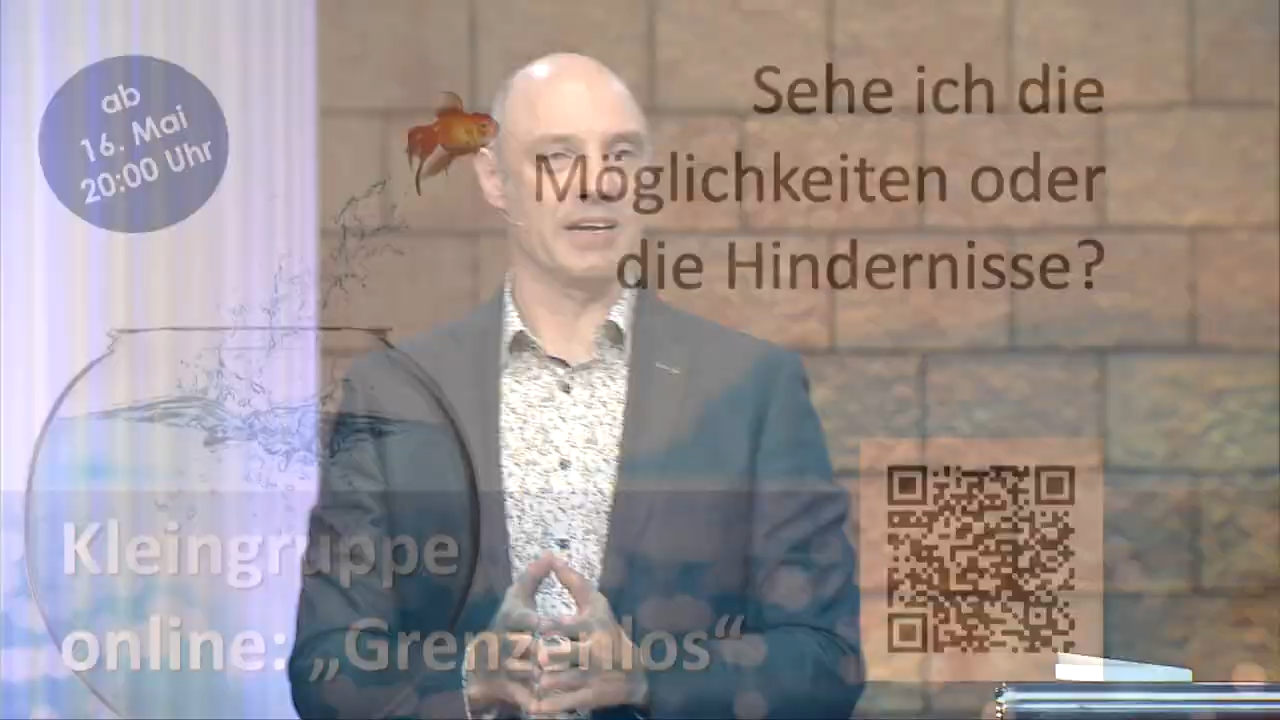 ab
16. Mai
20:00 Uhr
Sehe ich die
Möglichkeiten oder
die Hindernisse?
Kleingruppe
online: „Grenzenlos“